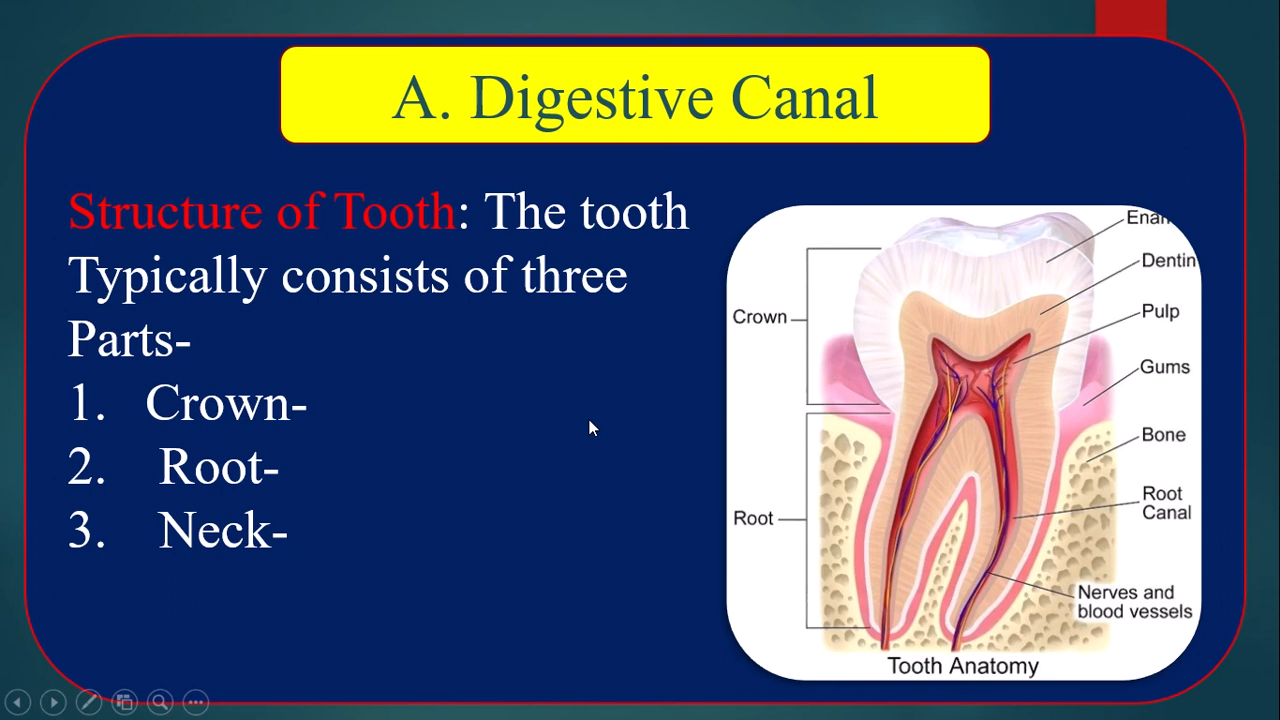 A. Digestive Canal
Structure of Tooth: The tooth
Typically consists of three
Parts-
1. Crown-
2. Root-
3. Neck-
Crown
Root
Dentin
Pulp
Gums
Bone
Root
Canal
Nerves and
blood vessels
Tooth Anatomy